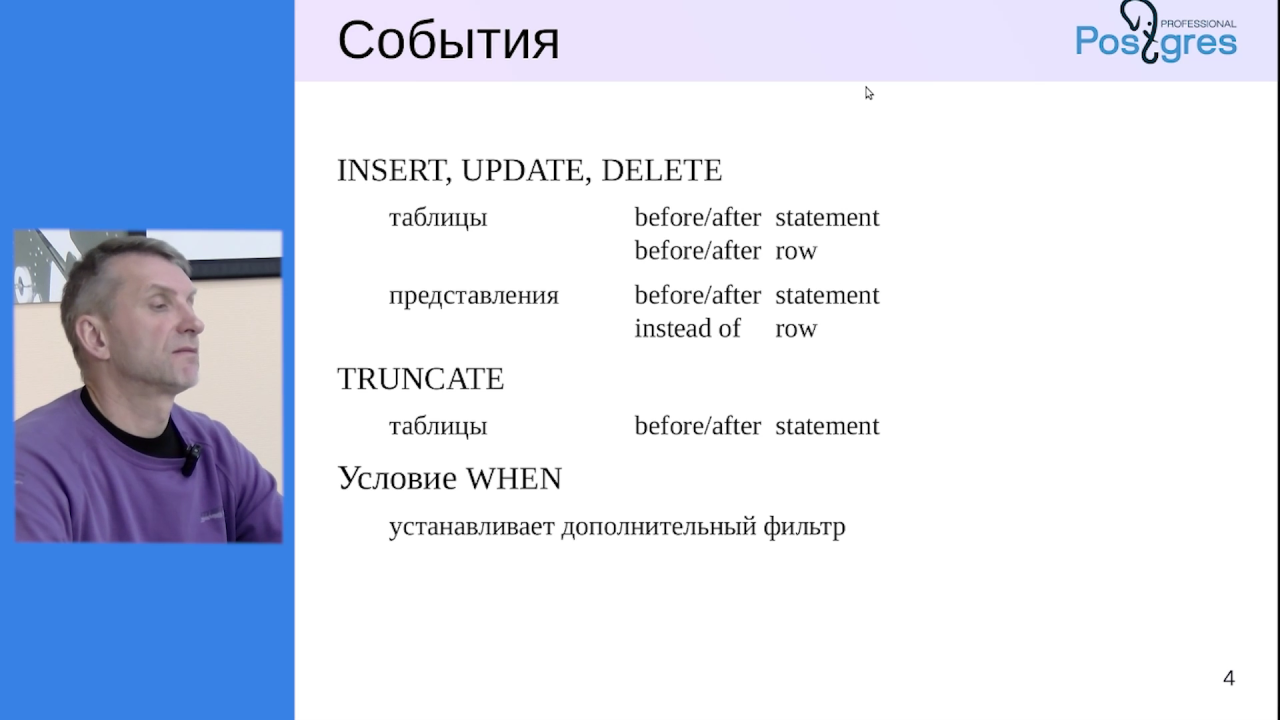 События
PROFESSIONAL
Postgres
INSERT, UPDATE, DELETE
таблицы before/after statement
before/after row
представления before/after statement
instead of row
TRUNCATE
таблицы before/after statement
Условие WHEN
устанавливает дополнительный фильтр
4